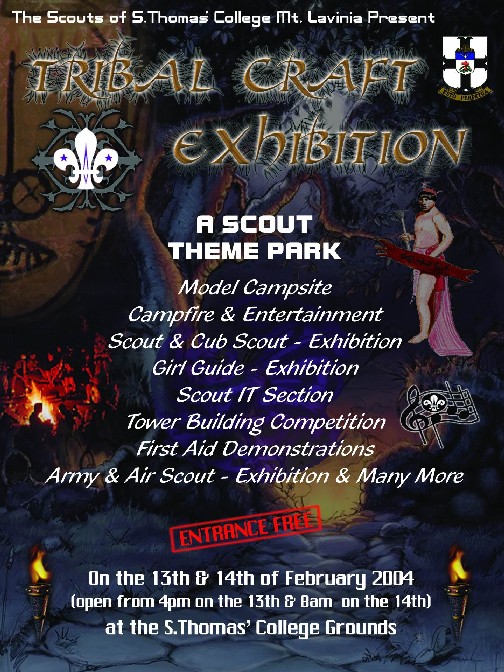 The Scouts of S.Thomas' College Mt. Lavinia Present
TRIBAL CRAFT
EXHIBITION
A SCOUT
THEME PARK
Model Campsite
Campfire & Entertainment
Scout & Cub Scout - Exhibition
Girl Guide - Exhibition
Scout IT Section
Tower Building Competition
First Aid Demonstrations
Army & Air Scout - Exhibition & Many More
ENTRANCE FREE
On the 13th & 14th of February 2004
(open from 4pm on the 13th & 8am on the 14th)
at the S.Thomas' College Grounds